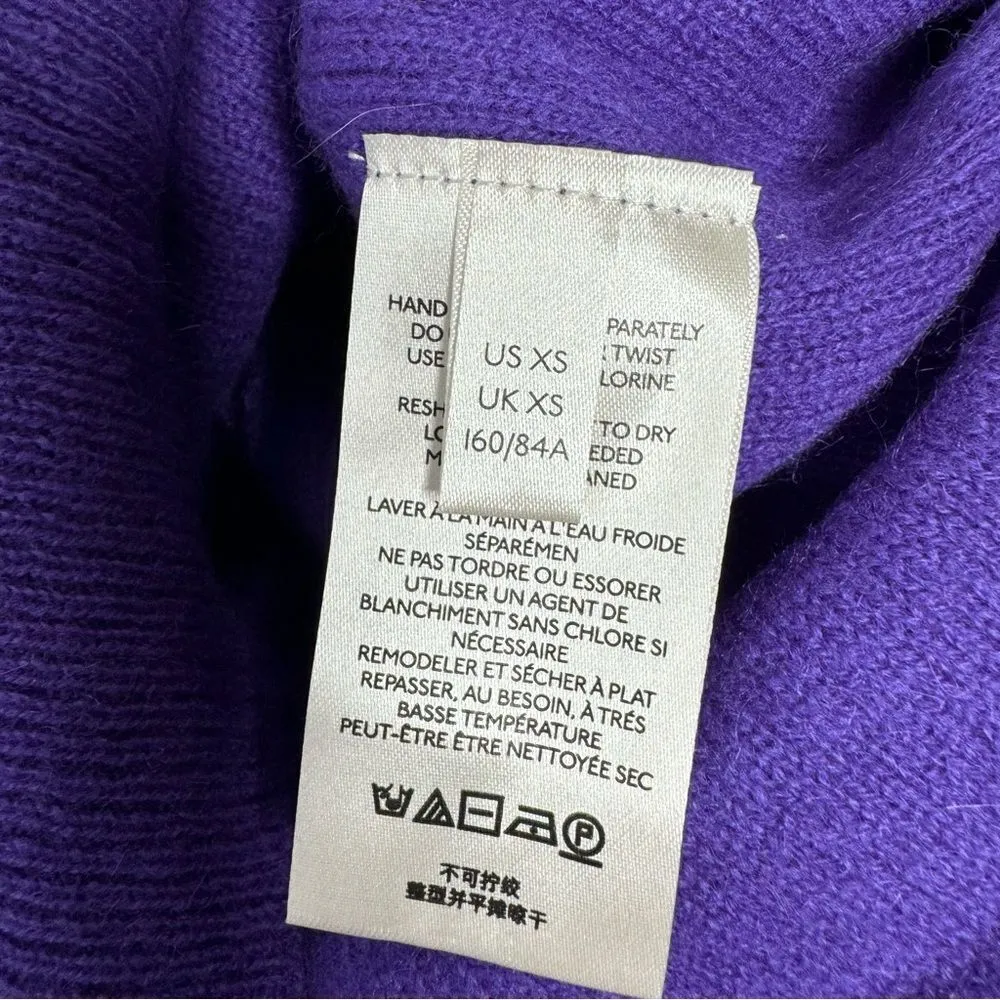 US XS
UK XS
160/84A
HAND PARATELY
DO TWIST
USE LORINE
RESH TO DRY
LO EDED
M ANED
LAVER À LA MAIN À L'EAU FROIDE
SÉPARÉMEN
NE PAS TORDRE OU ESSORER
UTILISER UN AGENT DE
BLANCHIMENT SANS CHLORE SI
NÉCESSAIRE
REMODELER ET SÉCHER À PLAT
REPASSER, AU BESOIN, À TRÉS
BASSE TEMPÉRATURE
PEUT-ÊTRE ÊTRE NETTOYÉE SEC
P
不可拧绞
整型并平摊晾干